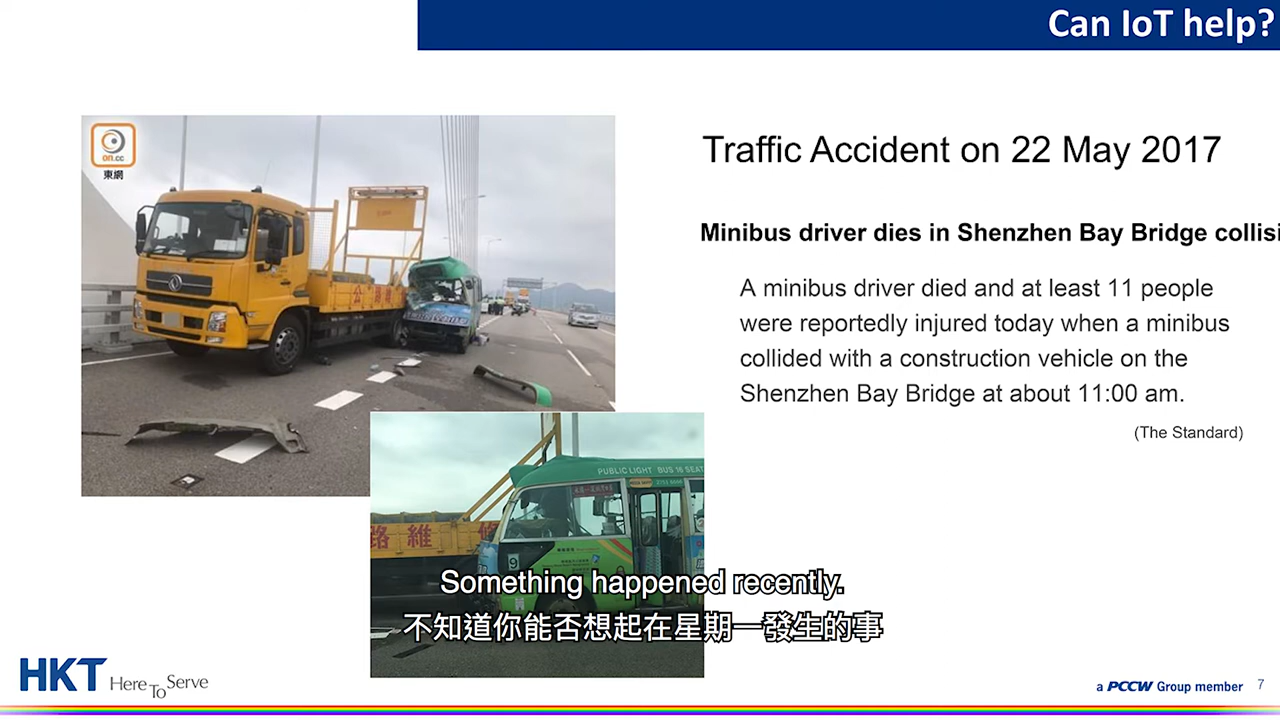 Can IoT help?
on.cc
東網
Traffic Accident on 22 May 2017
Minibus driver dies in Shenzhen Bay Bridge collisi
A minibus driver died and at least 11 people
were reportedly injured today when a minibus
collided with a construction vehicle on the
Shenzhen Bay Bridge at about 11:00 am.
(The Standard)
PUBLIC LIGHT BUS 16 SEAT
路維
9
Something happened recently.
不知道你能否想起在星期一發生的事
HKT Here To Serve
a PCCW Group member 7